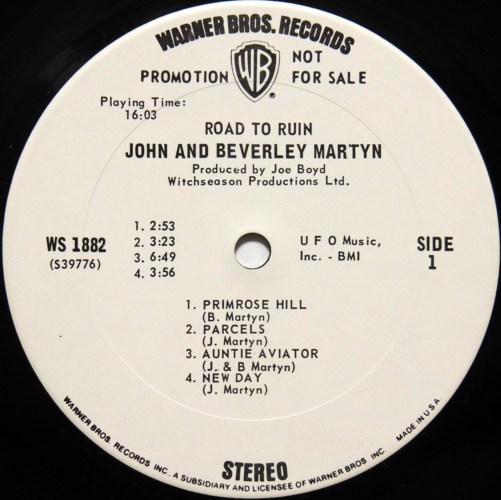 WARNER BROS. RECORDS
PROMOTION NOT FOR SALE
WB
®
Playing Time:
16:03
ROAD TO RUIN
JOHN AND BEVERLEY MARTYN
Produced by Joe Boyd
Witchseason Productions Ltd.
WS 1882
(S39776)
1. 2:53
2. 3:23
3. 6:49
4. 3:56
U F O Music,
Inc. - BMI
SIDE
1
1. PRIMROSE HILL
(B. Martyn)
2. PARCELS
(J. Martyn)
3. AUNTIE AVIATOR
(J. & B Martyn)
4. NEW DAY
(J. Martyn)
STEREO
WARNER BROS. RECORDS INC. A SUBSIDIARY AND LICENSEE OF WARNER BROS. INC. MADE IN U.S.A.